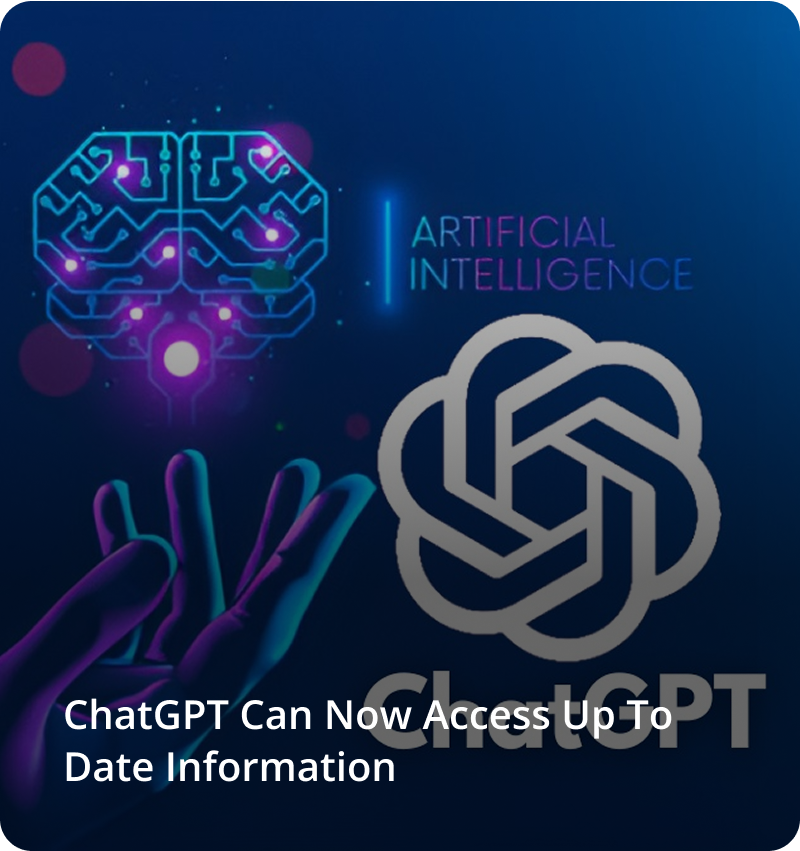 ARTIFICIAL
INTELLIGENCE
ChatGPT
ChatGPT Can Now Access Up To
Date Information